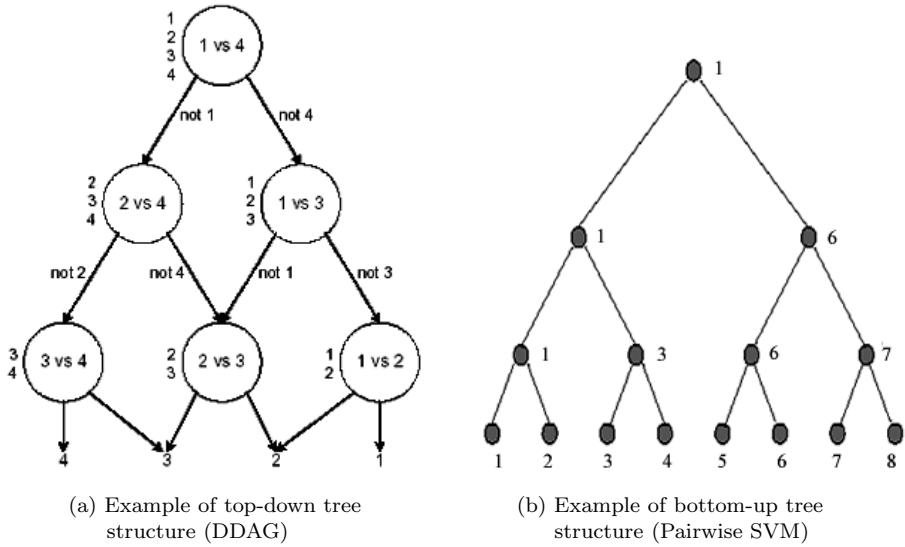 1
2
3
4
1 vs 4
not 1
not 4
2
3
4
2 vs 4
1
2
3
1 vs 3
not 2
not 4
not 1
not 3
3
4
3 vs 4
2
3
2 vs 3
1
2
1 vs 2
4
3
2
1
(a) Example of top-down tree
structure (DDAG)
1
1
6
1
3
6
7
1 2 3 4 5 6 7 8
(b) Example of bottom-up tree
structure (Pairwise SVM)